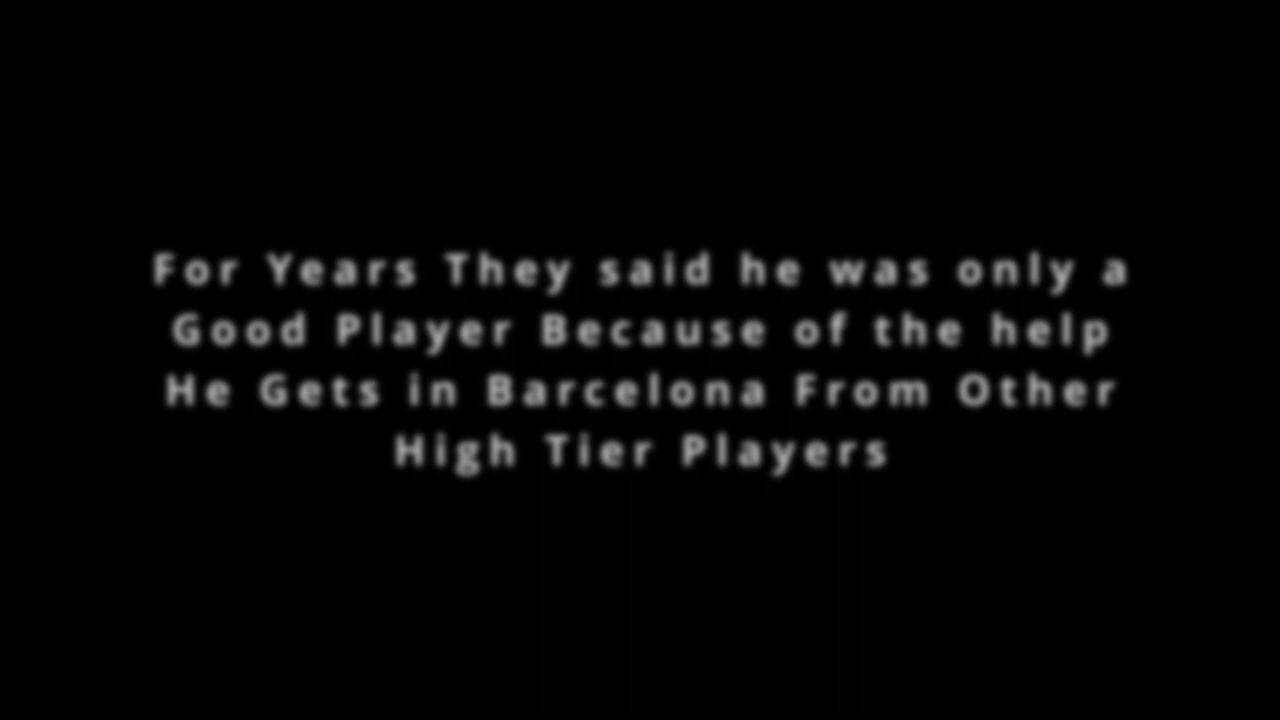 For Years They said he was only a
Good Player Because of the help
He Gets in Barcelona From Other
High Tier Players